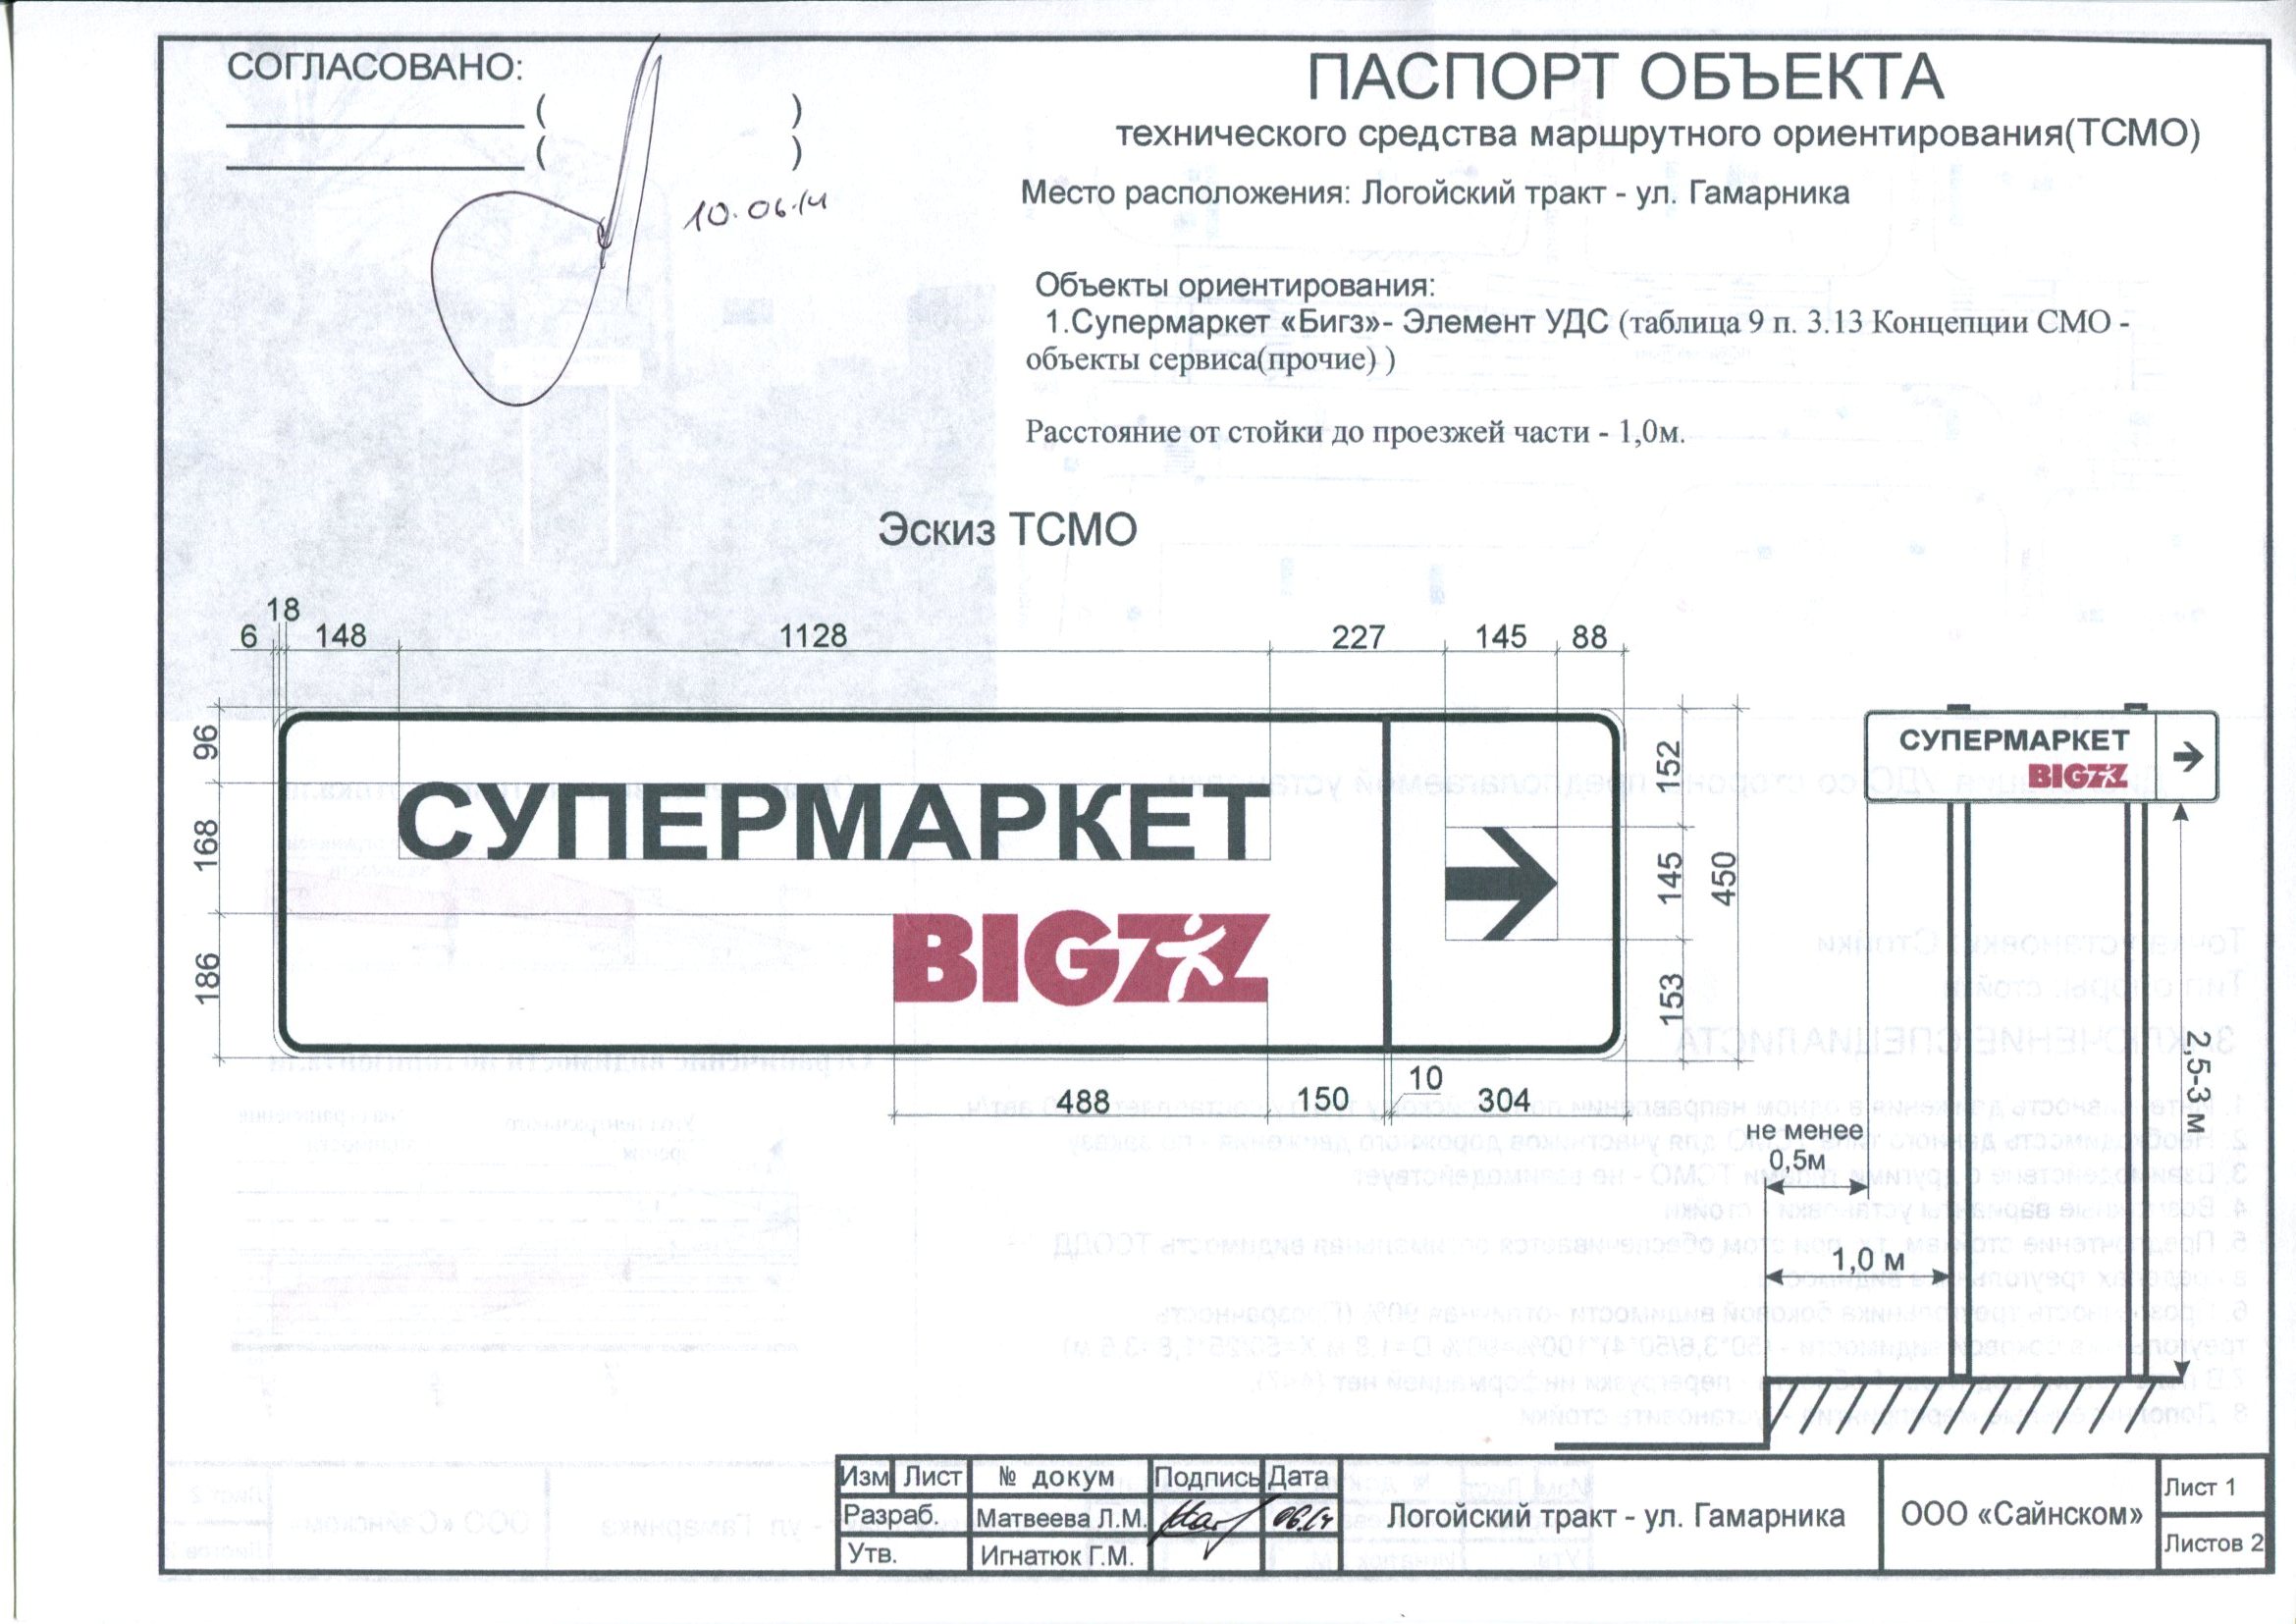 СОГЛАСОВАНО:
( )
( )
10.06.14
ПАСПОРТ ОБЪЕКТА
технического средства маршрутного ориентирования(ТСМО)
Место расположения: Логойский тракт - ул. Гамарника
Объекты ориентирования:
1.Супермаркет «Бигз»- Элемент УДС (таблица 9 п. 3.13 Концепции СМО -
объекты сервиса(прочие) )
Расстояние от стойки до проезжей части - 1,0м.
Эскиз ТСМО
6 18 148 1128 227 145 88
96
168
186
СУПЕРМАРКЕТ
BIGZZ
152
145
153
450
488 150 10 304
СУПЕРМАРКЕТ
BIGZZ
2,5-3 м
не менее
0,5м
1,0 м
Изм Лист № докум Подпись Дата
Разраб. Матвеева Л.М. 06.14
Утв. Игнатюк Г.М.
Логойский тракт - ул. Гамарника
ООО «Сайнском»
Лист 1
Листов 2